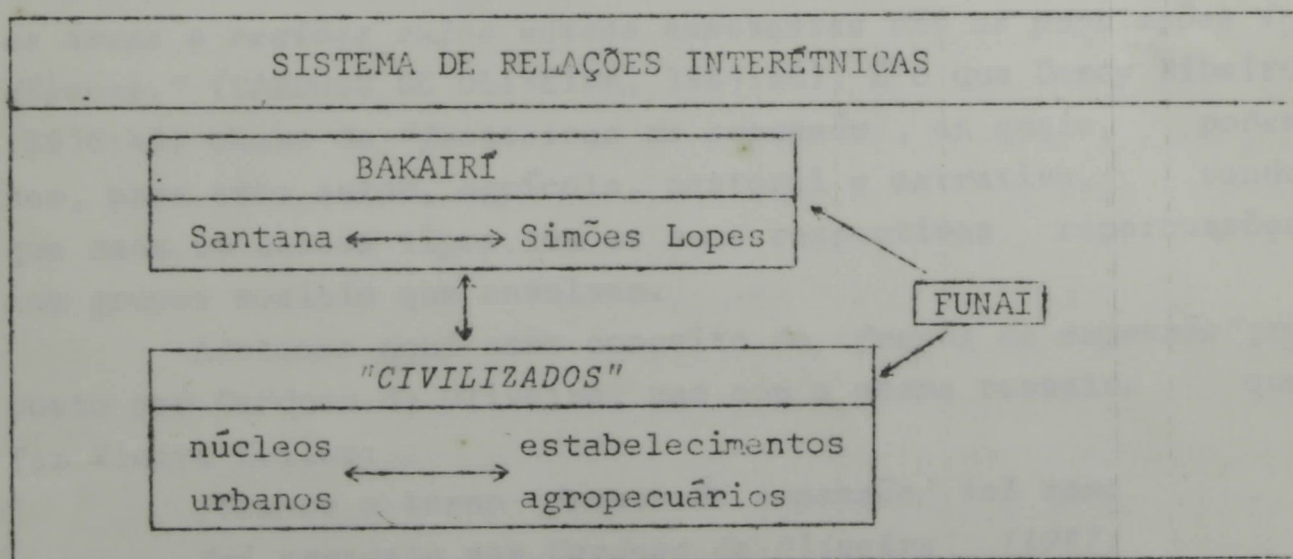 SISTEMA DE RELAÇÕES INTERÉTNICAS
BAKAIRÍ
Santana Simões Lopes
FUNAI
"CIVILIZADOS"
núcleos estabelecimentos
urbanos agropecuários